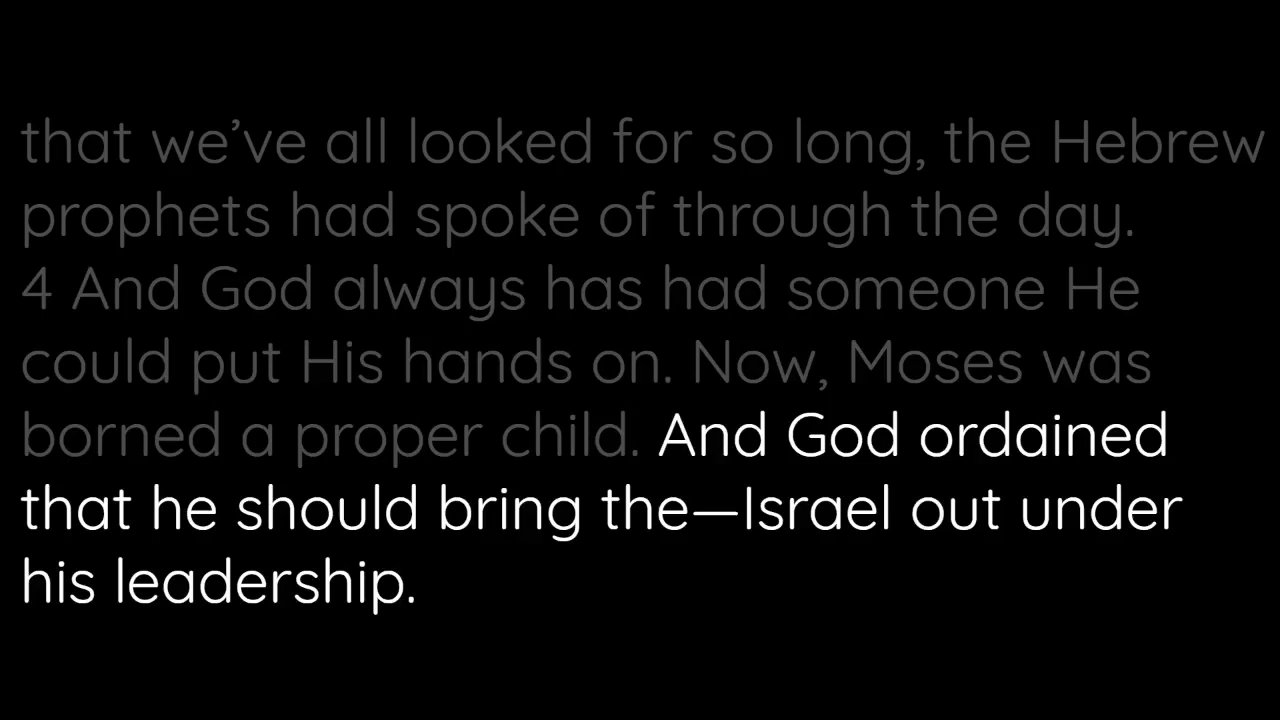 that we’ve all looked for so long, the Hebrew
prophets had spoke of through the day.
4 And God always has had someone He
could put His hands on. Now, Moses was
borned a proper child. And God ordained
that he should bring the—Israel out under
his leadership.